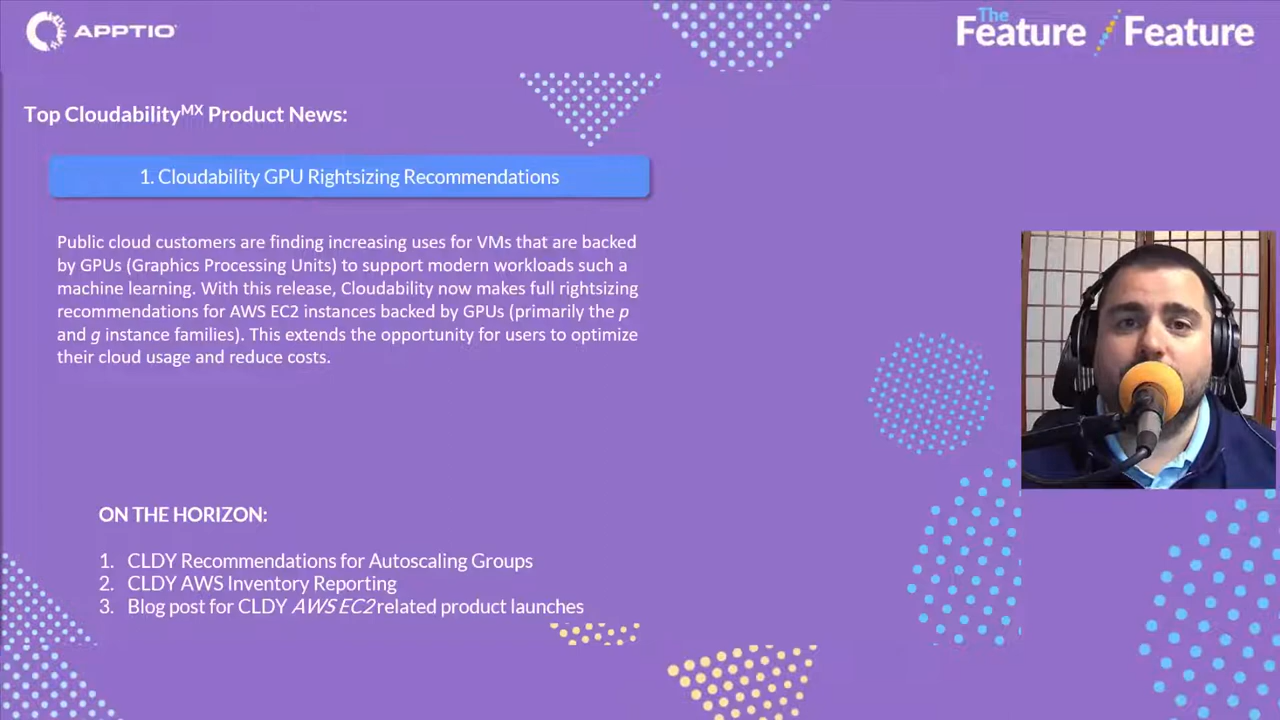 APPTIO
The
Feature / Feature
Top Cloudability^MX Product News:
1. Cloudability GPU Rightsizing Recommendations
Public cloud customers are finding increasing uses for VMs that are backed
by GPUs (Graphics Processing Units) to support modern workloads such a
machine learning. With this release, Cloudability now makes full rightsizing
recommendations for AWS EC2 instances backed by GPUs (primarily the p
and g instance families). This extends the opportunity for users to optimize
their cloud usage and reduce costs.
ON THE HORIZON:
1. CLDY Recommendations for Autoscaling Groups
2. CLDY AWS Inventory Reporting
3. Blog post for CLDY AWS EC2 related product launches